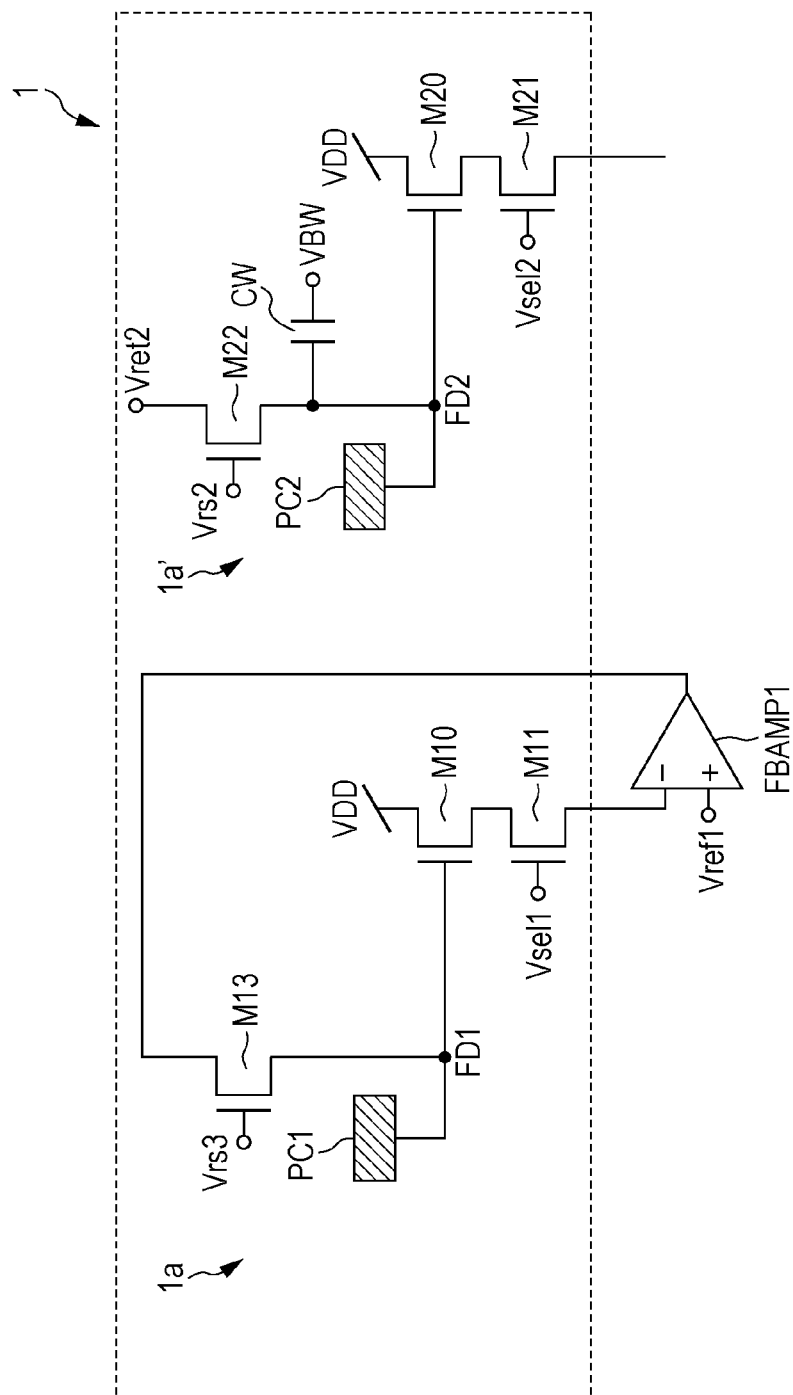 1
1a
Vrs3
M13
PC1
FD1
VDD
M10
M11
Vsel1
Vref1
FBAMP1
−
+
1a'
Vret2
Vrs2
M22
CW
VBW
PC2
FD2
VDD
M20
M21
Vsel2